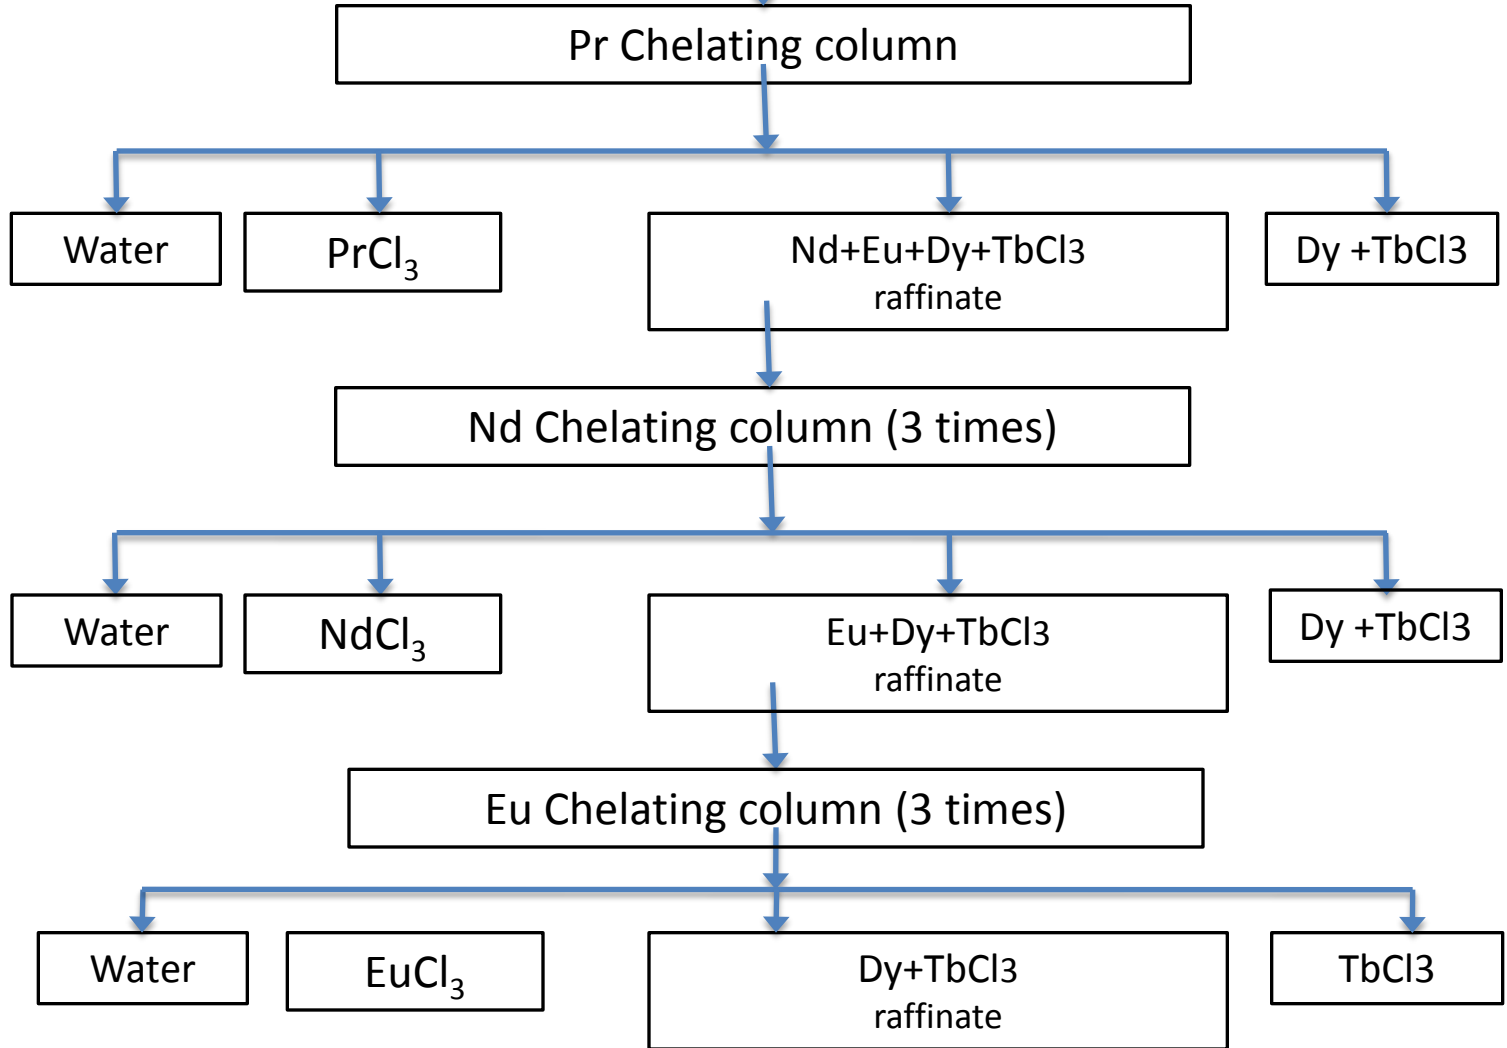 Pr Chelating column
Water
PrCl₃
Nd+Eu+Dy+TbCl3
raffinate
Dy +TbCl3
Nd Chelating column (3 times)
Water
NdCl₃
Eu+Dy+TbCl3
raffinate
Dy +TbCl3
Eu Chelating column (3 times)
Water
EuCl₃
Dy+TbCl3
raffinate
TbCl3